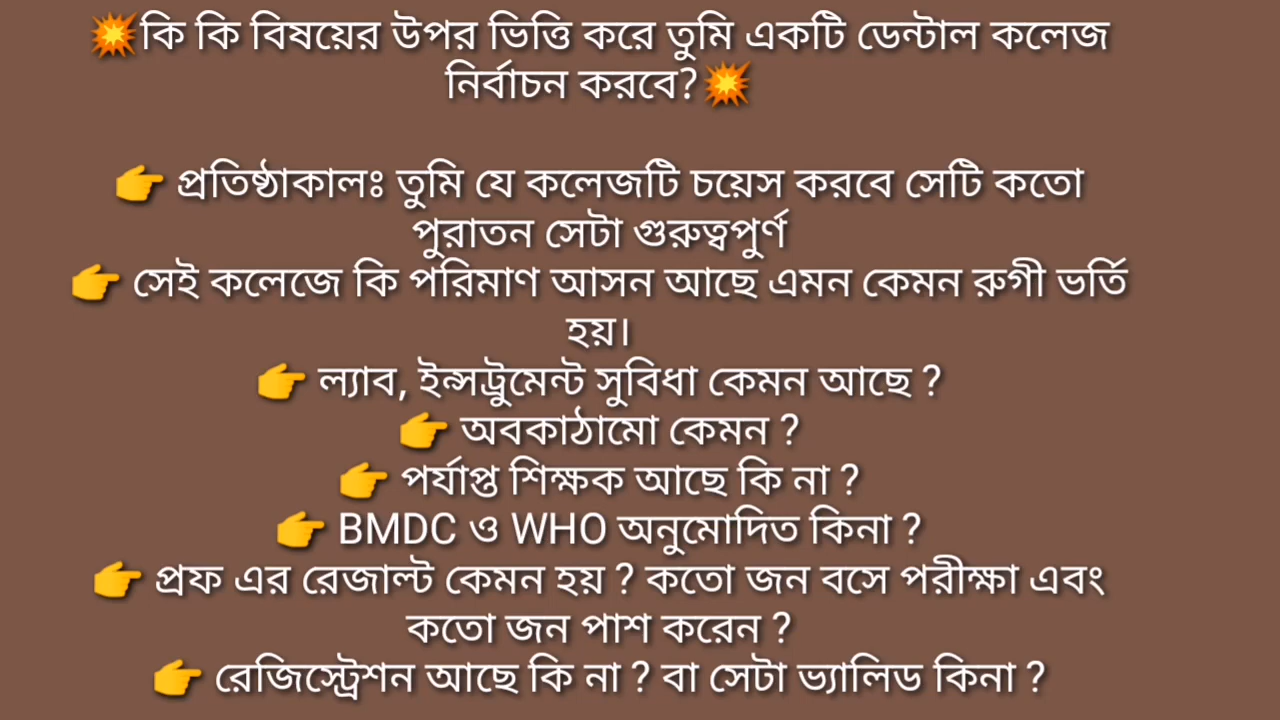 💥কি কি বিষয়ের উপর ভিত্তি করে তুমি একটি ডেন্টাল কলেজ
নির্বাচন করবে?💥
👉 প্রতিষ্ঠাকালঃ তুমি যে কলেজটি চয়েস করবে সেটি কতো
পুরাতন সেটা গুরুত্বপুর্ণ
👉 সেই কলেজে কি পরিমাণ আসন আছে এমন কেমন রুগী ভর্তি
হয়।
👉 ল্যাব, ইন্সট্রুমেন্ট সুবিধা কেমন আছে ?
👉 অবকাঠামো কেমন ?
👉 পর্যাপ্ত শিক্ষক আছে কি না ?
👉 BMDC ও WHO অনুমোদিত কিনা ?
👉 প্রফ এর রেজাল্ট কেমন হয় ? কতো জন বসে পরীক্ষা এবং
কতো জন পাশ করেন ?
👉 রেজিস্ট্রেশন আছে কি না ? বা সেটা ভ্যালিড কিনা ?